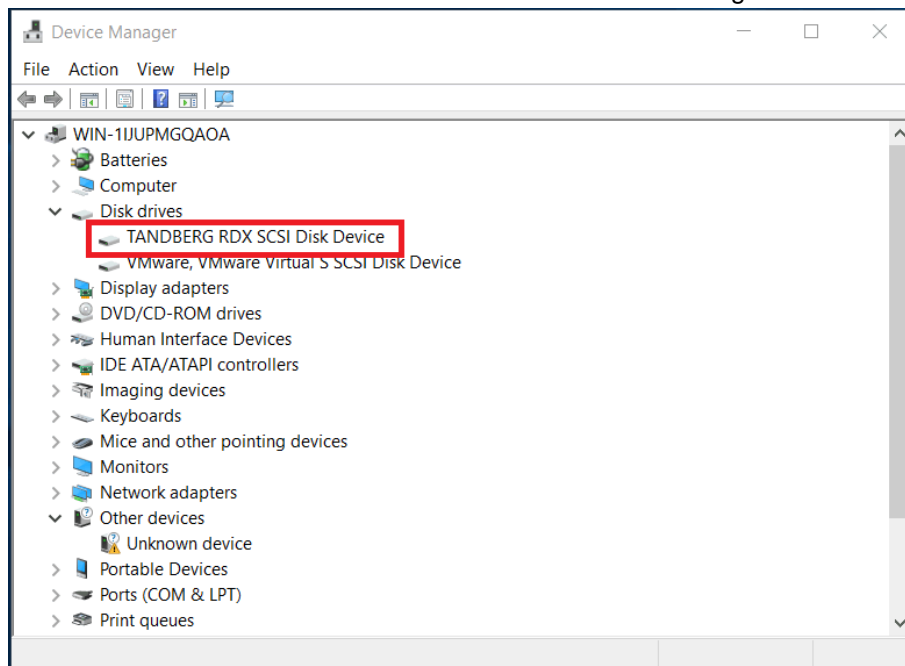 Device Manager
File Action View Help
WIN-1IJUPMGQAOA
Batteries
Computer
Disk drives
TANDBERG RDX SCSI Disk Device
VMware, VMware Virtual S SCSI Disk Device
Display adapters
DVD/CD-ROM drives
Human Interface Devices
IDE ATA/ATAPI controllers
Imaging devices
Keyboards
Mice and other pointing devices
Monitors
Network adapters
Other devices
Unknown device
Portable Devices
Ports (COM & LPT)
Print queues